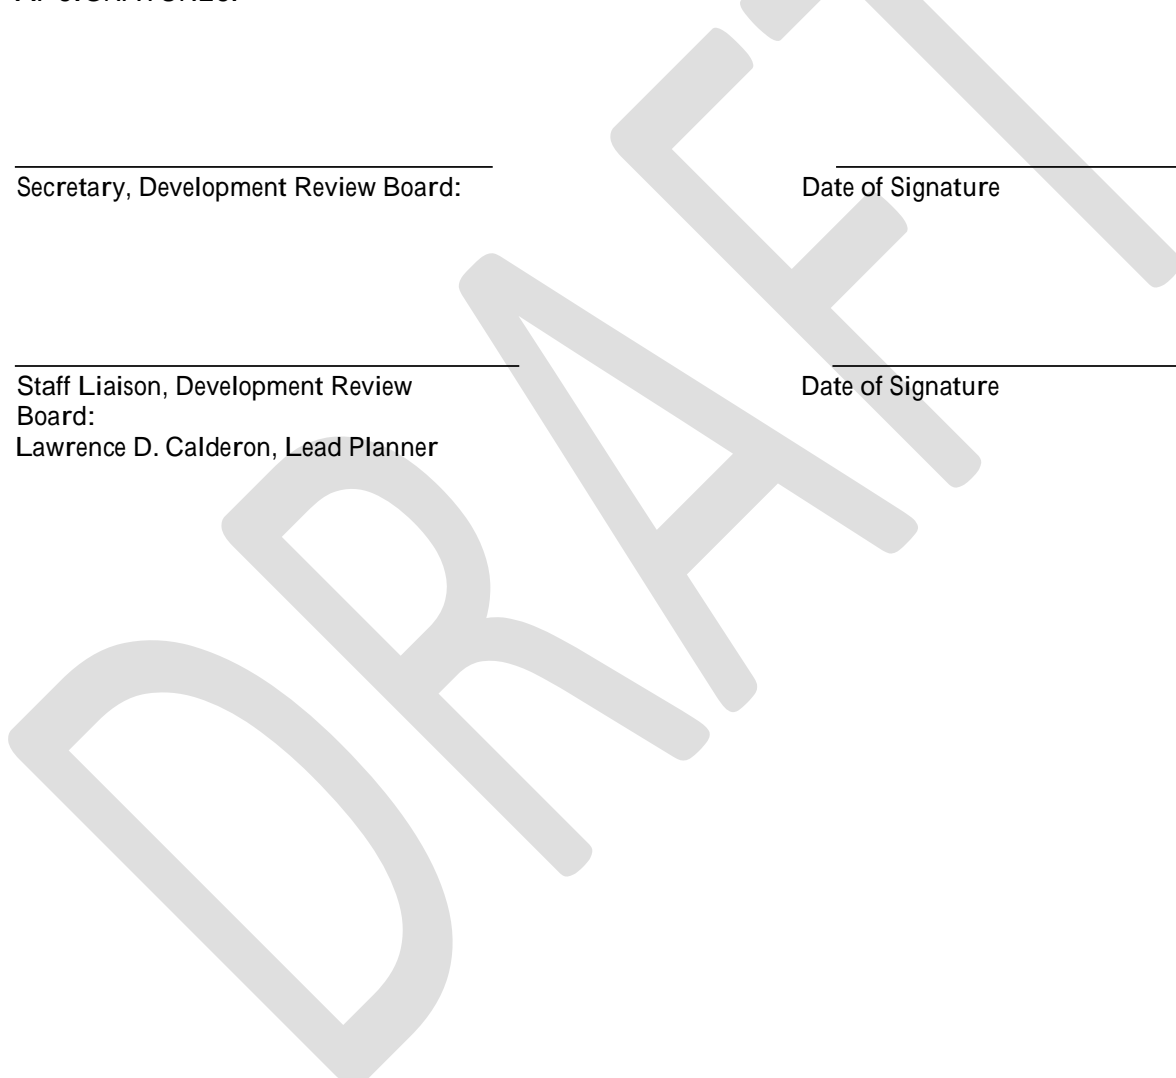 Secretary, Development Review Board:
Date of Signature
Staff Liaison, Development Review
Board:
Date of Signature
Lawrence D. Calderon, Lead Planner
DRAFT